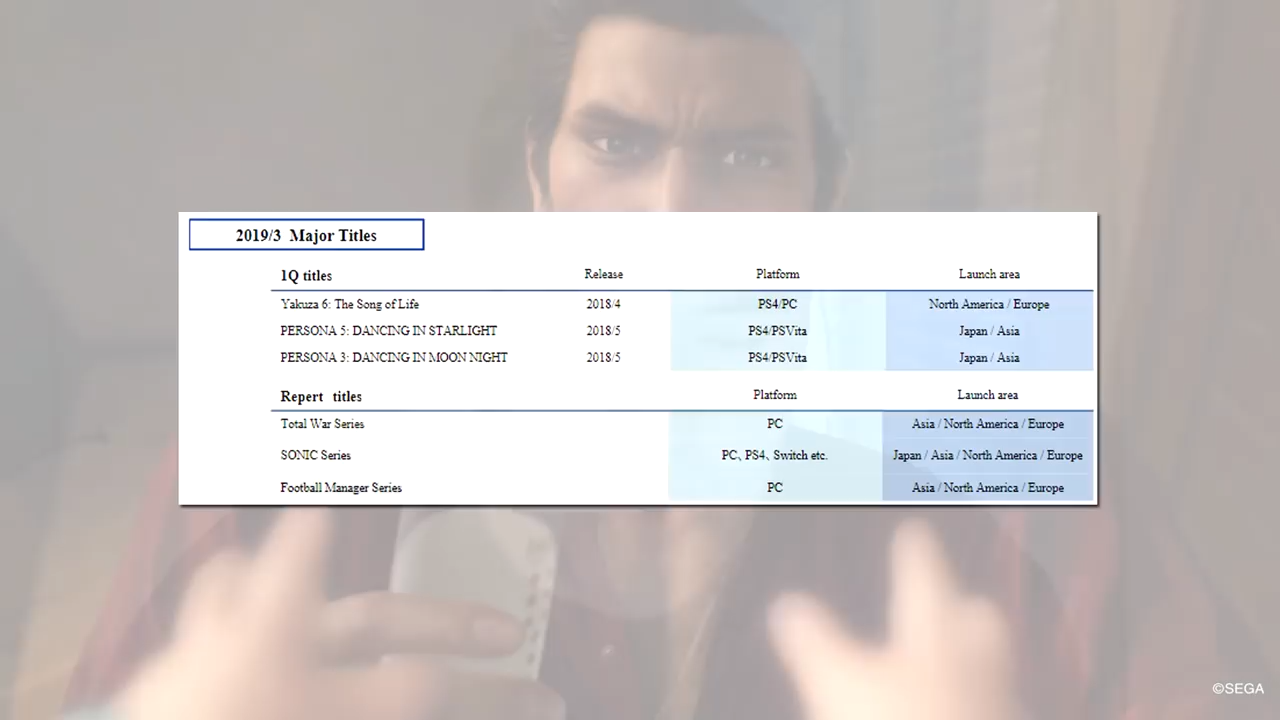 2019/3 Major Titles
1Q titles Release Platform Launch area
Yakuza 6: The Song of Life 2018/4 PS4/PC North America / Europe
PERSONA 5: DANCING IN STARLIGHT 2018/5 PS4/PSVita Japan / Asia
PERSONA 3: DANCING IN MOON NIGHT 2018/5 PS4/PSVita Japan / Asia
Repert titles Platform Launch area
Total War Series PC Asia / North America / Europe
SONIC Series PC、PS4、Switch etc. Japan / Asia / North America / Europe
Football Manager Series PC Asia / North America / Europe
©SEGA